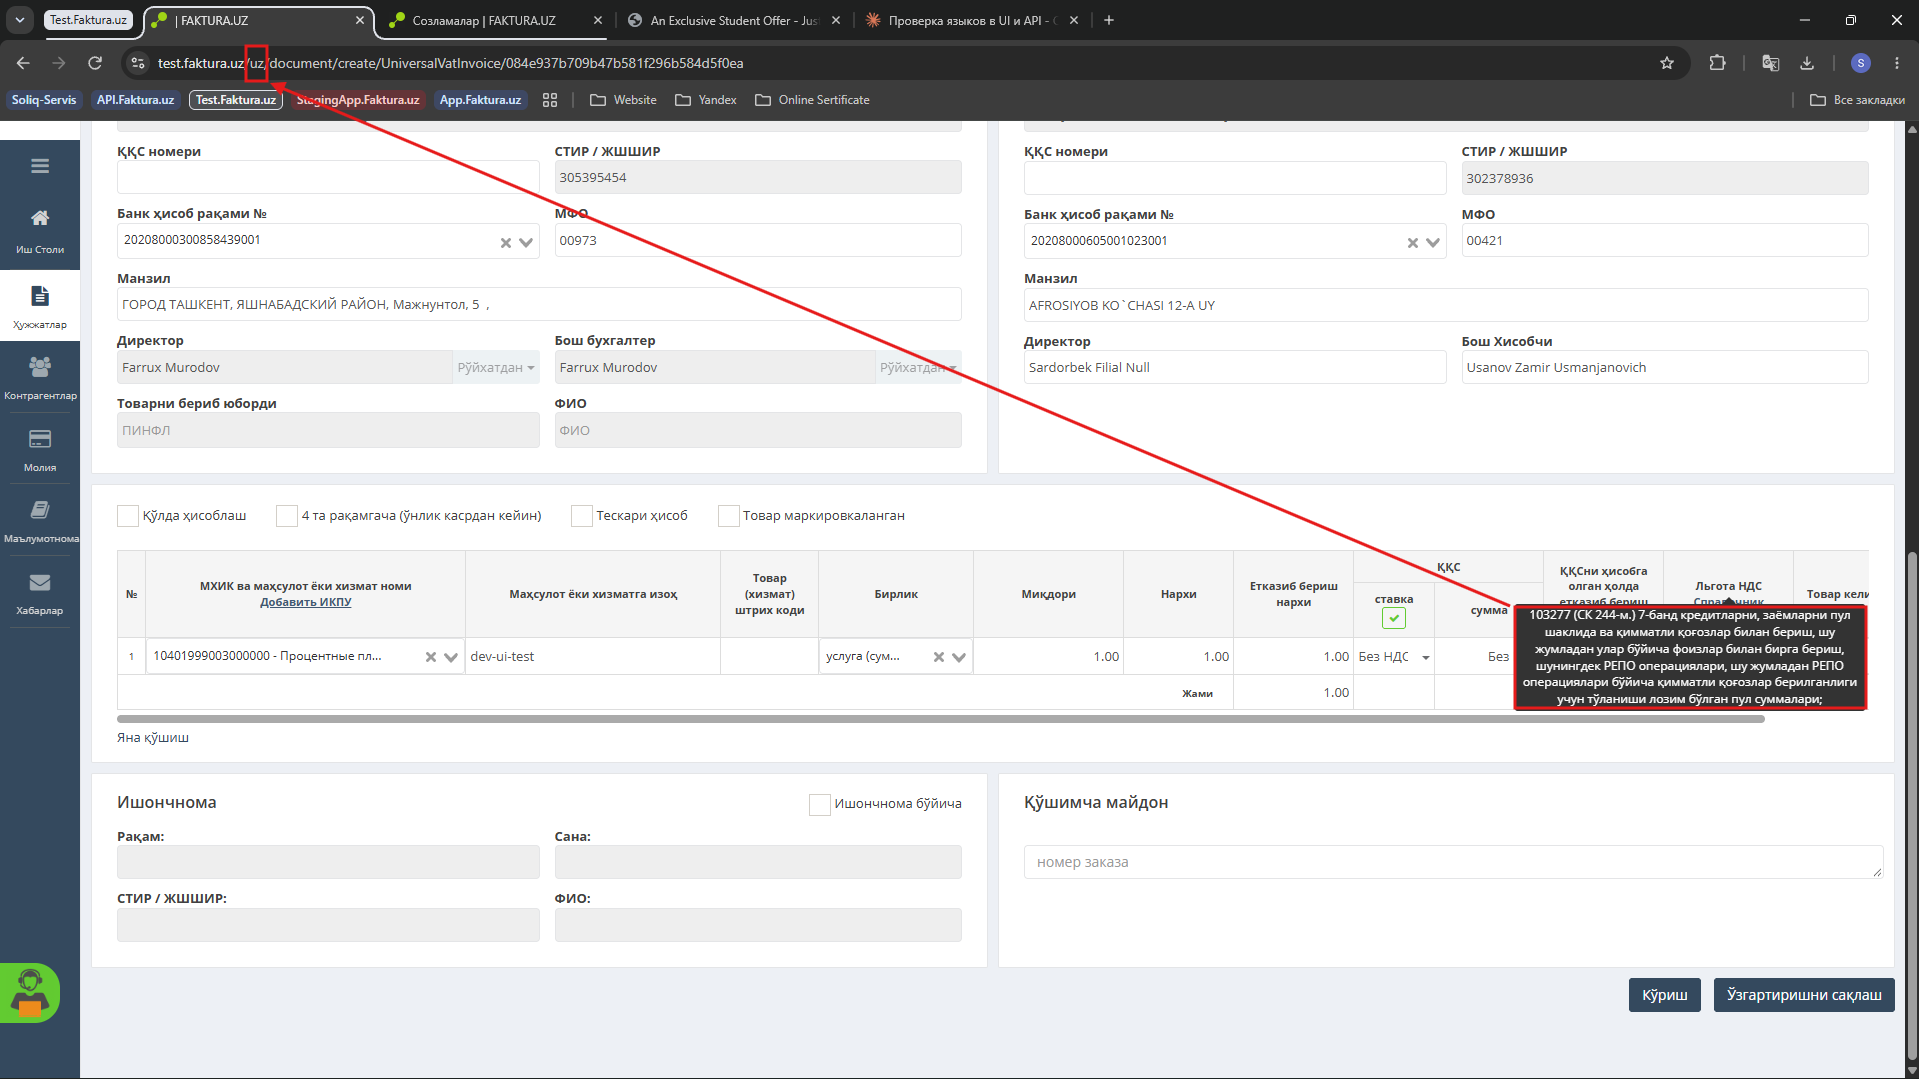 Test.Faktura.uz
| FAKTURA.UZ
Созламалар | FAKTURA.UZ
An Exclusive Student Offer - Jus
Проверка языков в UI и API - C
test.faktura.uz/uz/document/create/UniversalVatInvoice/084e937b709b47b581f296b584d5f0ea
S
Soliq-Servis
API.Faktura.uz
Test.Faktura.uz
StagingApp.Faktura.uz
App.Faktura.uz
Website
Yandex
Online Sertificate
Все закладки
Иш Столи
Ҳужжатлар
Контрагентлар
Молия
Маълумотнома
Хабарлар
ҚҚС номери
СТИР / ЖШШИР
305395454
Банк ҳисоб рақами №
МФО
20208000300858439001
00973
Манзил
ГОРОД ТАШКЕНТ, ЯШНАБАДСКИЙ РАЙОН, Мажнунтол, 5 ,
Директор
Бош бухгалтер
Farrux Murodov
Рўйхатдан
Farrux Murodov
Рўйхатдан
Товарни бериб юборди
ФИО
ПИНФЛ
ФИО
ҚҚС номери
СТИР / ЖШШИР
302378936
Банк ҳисоб рақами №
МФО
20208000605001023001
00421
Манзил
AFROSIYOB KO`CHASI 12-A UY
Директор
Бош Хисобчи
Sardorbek Filial Null
Usanov Zamir Usmanjanovich
Қўлда ҳисоблаш
4 та рақамгача (ўнлик касрдан кейин)
Тескари ҳисоб
Товар маркировкаланган
№
МХИК ва маҳсулот ёки хизмат номи
Добавить ИКПУ
Маҳсулот ёки хизматга изоҳ
Товар
(хизмат)
штрих коди
Бирлик
Миқдори
Нархи
Етказиб бериш
нархи
ҚҚС
ставка
сумма
ҚҚСни ҳисобга
олган ҳолда
етказиб бериш
Льгота НДС
Справочник
Товар кели
1
10401999003000000 - Процентные пл...
dev-ui-test
услуга (сум...
1.00
1.00
1.00
Без НДС
Без
Жами
1.00
103277 (СК 244-м.) 7-банд кредитларни, заёмларни пул
шаклида ва қимматли қоғозлар билан бериш, шу
жумладан улар бўйича фоизлар билан бирга бериш,
шунингдек РЕПО операциялари, шу жумладан РЕПО
операциялари бўйича қимматли қоғозлар берилганлиги
учун тўланиши лозим бўлган пул суммалари;
Яна қўшиш
Ишончнома
Ишончнома бўйича
Рақам:
Сана:
СТИР / ЖШШИР:
ФИО:
Қўшимча майдон
номер заказа
Кўриш
Ўзгартиришни сақлаш